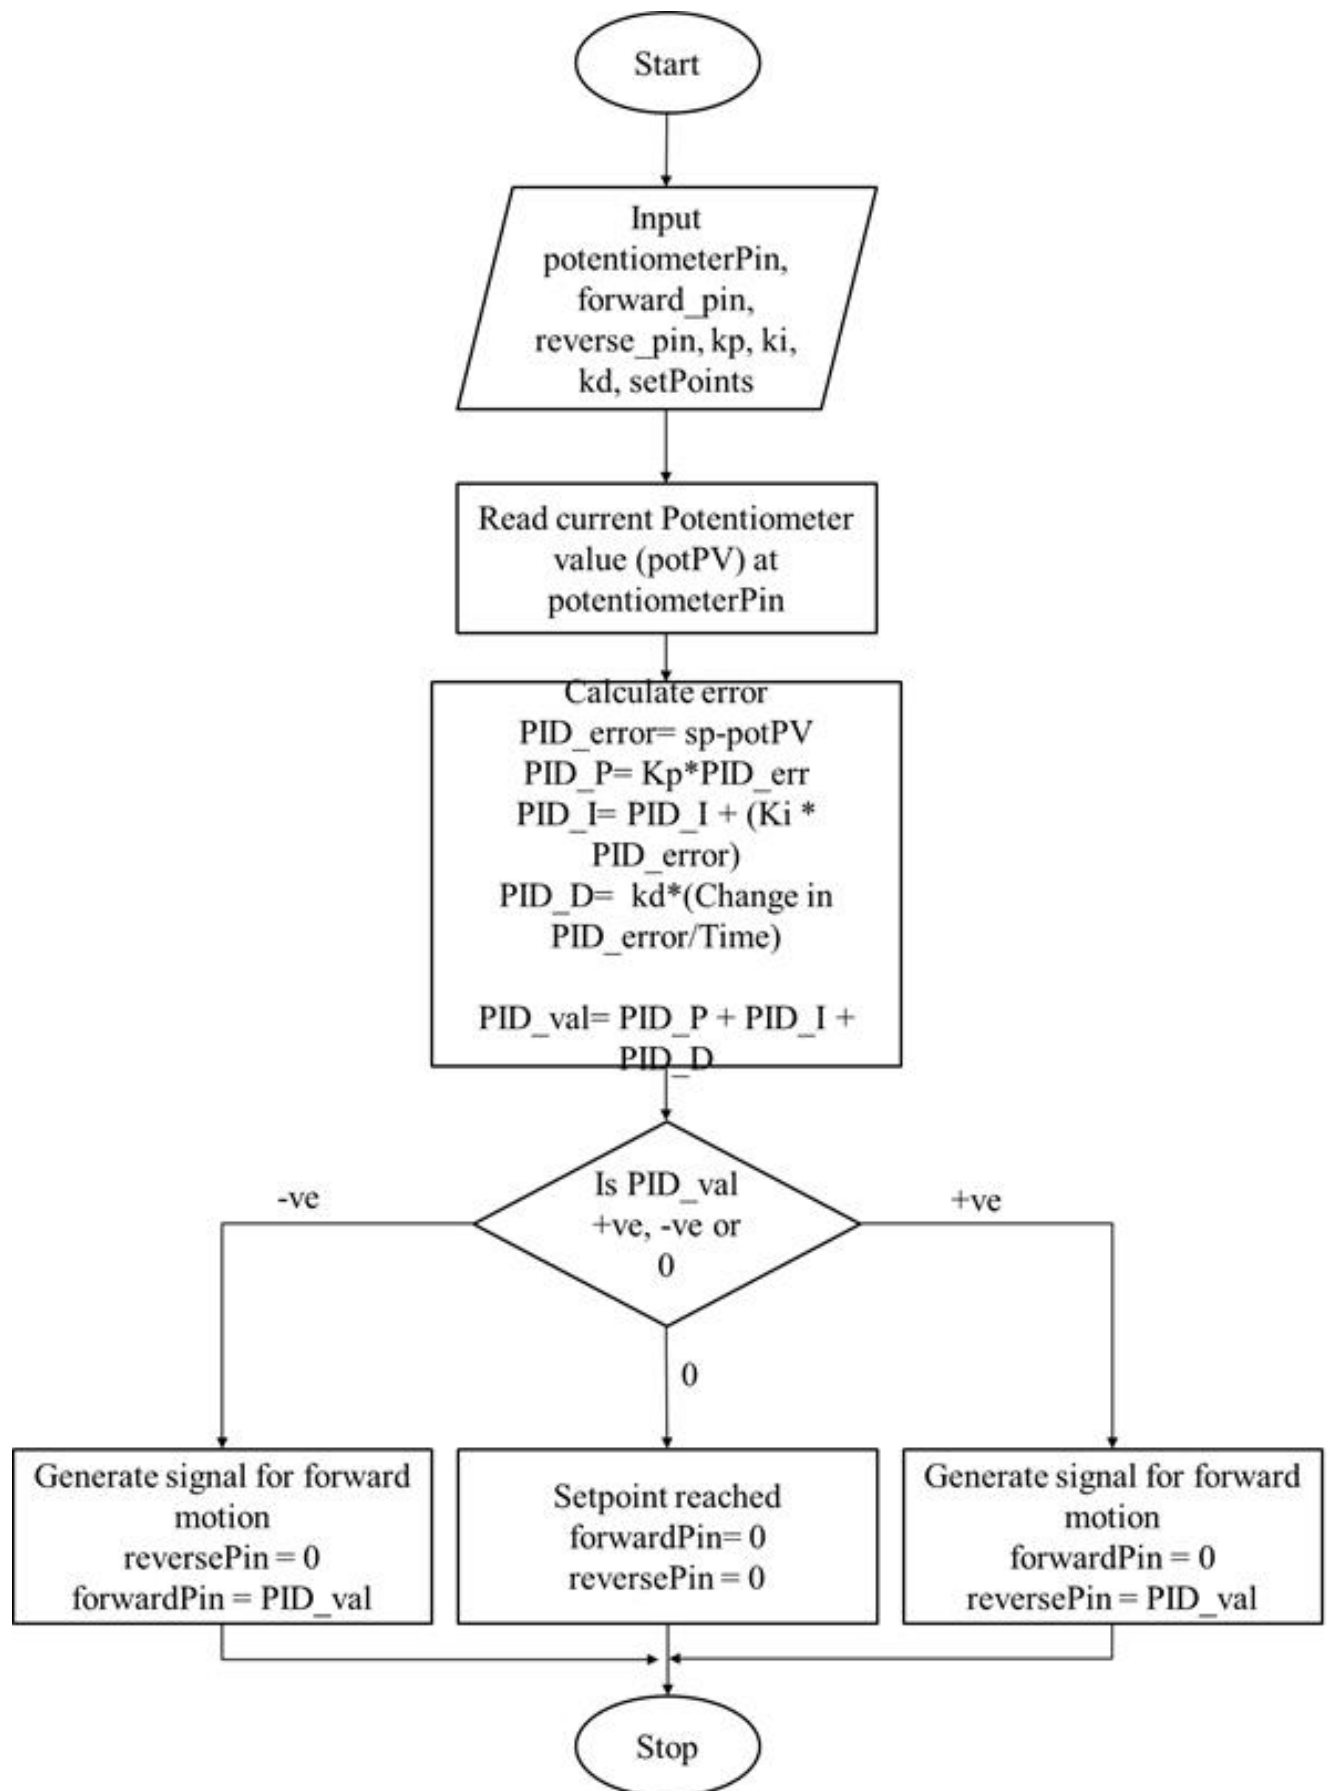 Start
Input
potentiometerPin,
forward_pin,
reverse_pin, kp, ki,
kd, setPoints
Read current Potentiometer
value (potPV) at
potentiometerPin
Calculate error
PID_error= sp-potPV
PID_P= Kp*PID_err
PID_I= PID_I + (Ki *
PID_error)
PID_D= kd*(Change in
PID_error/Time)
PID_val= PID_P + PID_I +
PID_D
Is PID_val
+ve, -ve or
0
-ve
+ve
0
Generate signal for forward
motion
reversePin = 0
forwardPin = PID_val
Setpoint reached
forwardPin= 0
reversePin = 0
Generate signal for forward
motion
forwardPin = 0
reversePin = PID_val
Stop